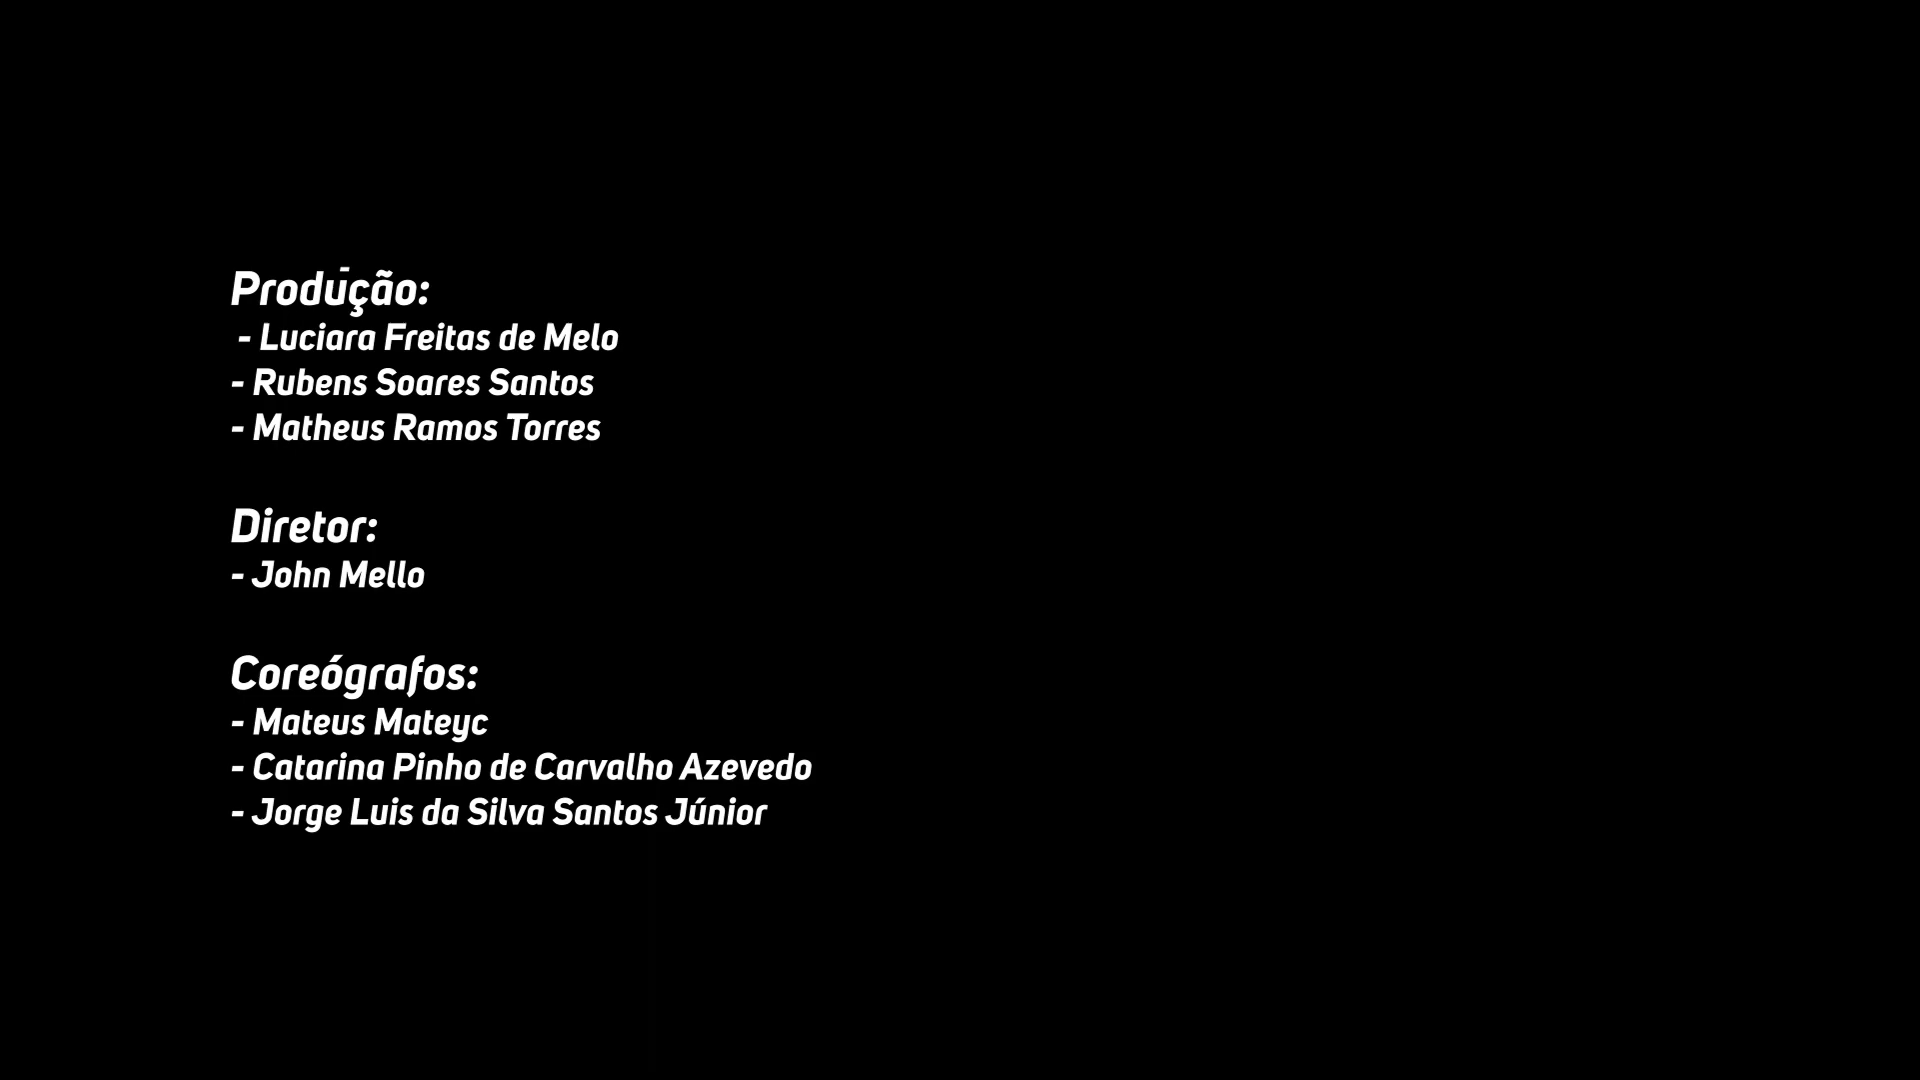 Produção:
- Luciara Freitas de Melo
- Rubens Soares Santos
- Matheus Ramos Torres
Diretor:
- John Mello
Coreógrafos:
- Mateus Mateyc
- Catarina Pinho de Carvalho Azevedo
- Jorge Luis da Silva Santos Júnior